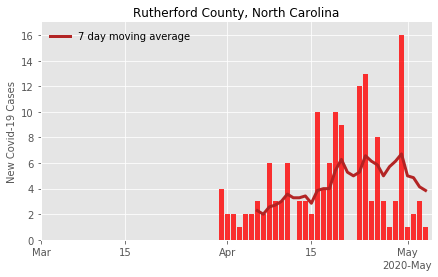 Rutherford County, North Carolina
7 day moving average
New Covid-19 Cases
16
14
12
10
8
6
4
2
0
Mar 15 Apr 15 May
2020-May